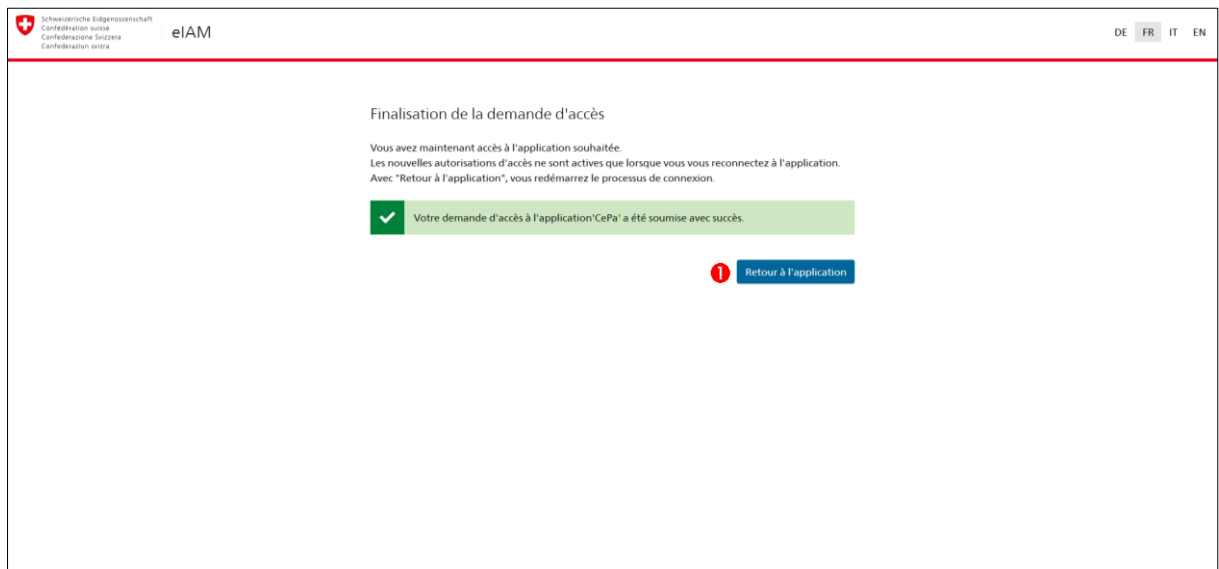 Schweizerische Eidgenossenschaft
Confédération suisse
Confederazione Svizzera
Confederaziun svizra
eIAM
DE FR IT EN
Finalisation de la demande d'accès
Vous avez maintenant accès à l'application souhaitée.
Les nouvelles autorisations d'accès ne sont actives que lorsque vous vous reconnectez à l'application.
Avec "Retour à l'application", vous redémarrez le processus de connexion.
Votre demande d'accès à l'application'CePa' a été soumise avec succès.
1 Retour à l'application